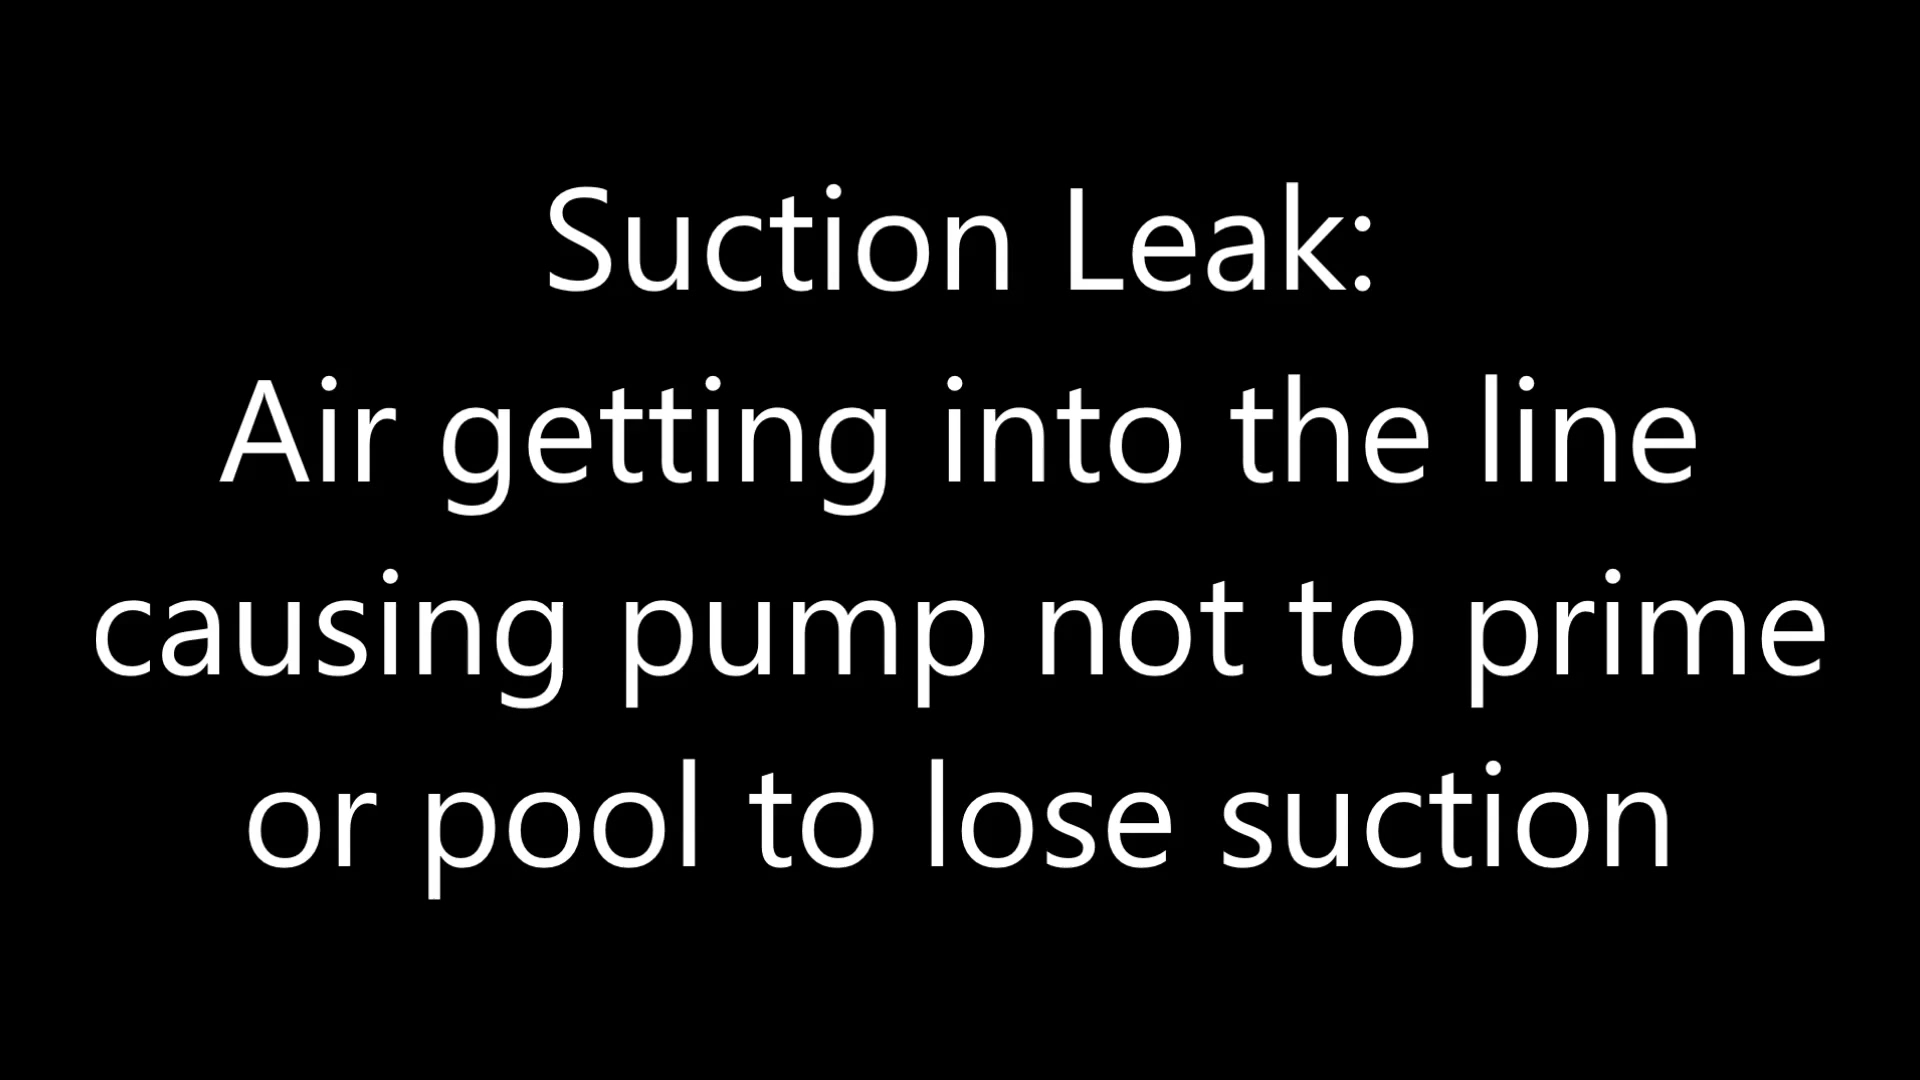 Suction Leak:
Air getting into the line
causing pump not to prime
or pool to lose suction